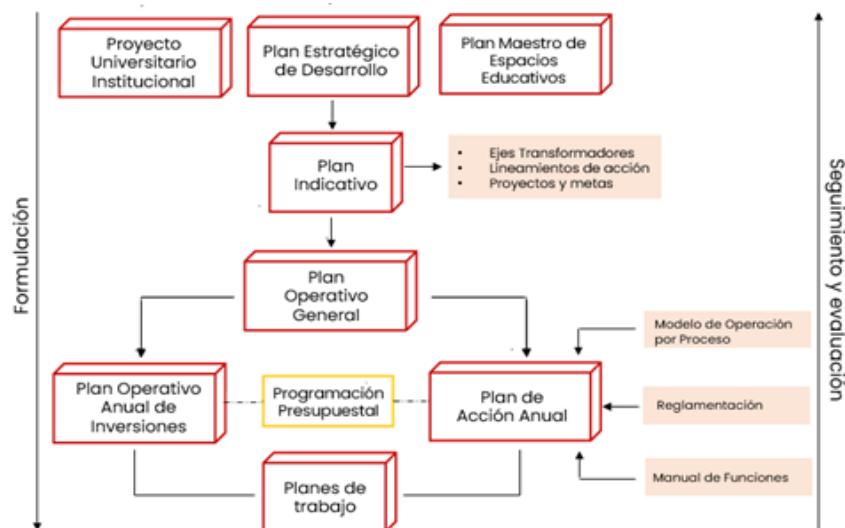 Proyecto
Universitario
Institucional
Plan Estratégico
de Desarrollo
Plan Maestro de
Espacios
Educativos
Formulación
Seguimiento y evaluación
Plan
Indicativo
• Ejes Transformadores
• Lineamientos de acción
• Proyectos y metas
Plan
Operativo
General
Modelo de Operación
por Proceso
Plan Operativo
Anual de
Inversiones
Programación
Presupuestal
Plan de
Acción Anual
Reglamentación
Manual de Funciones
Planes de
trabajo